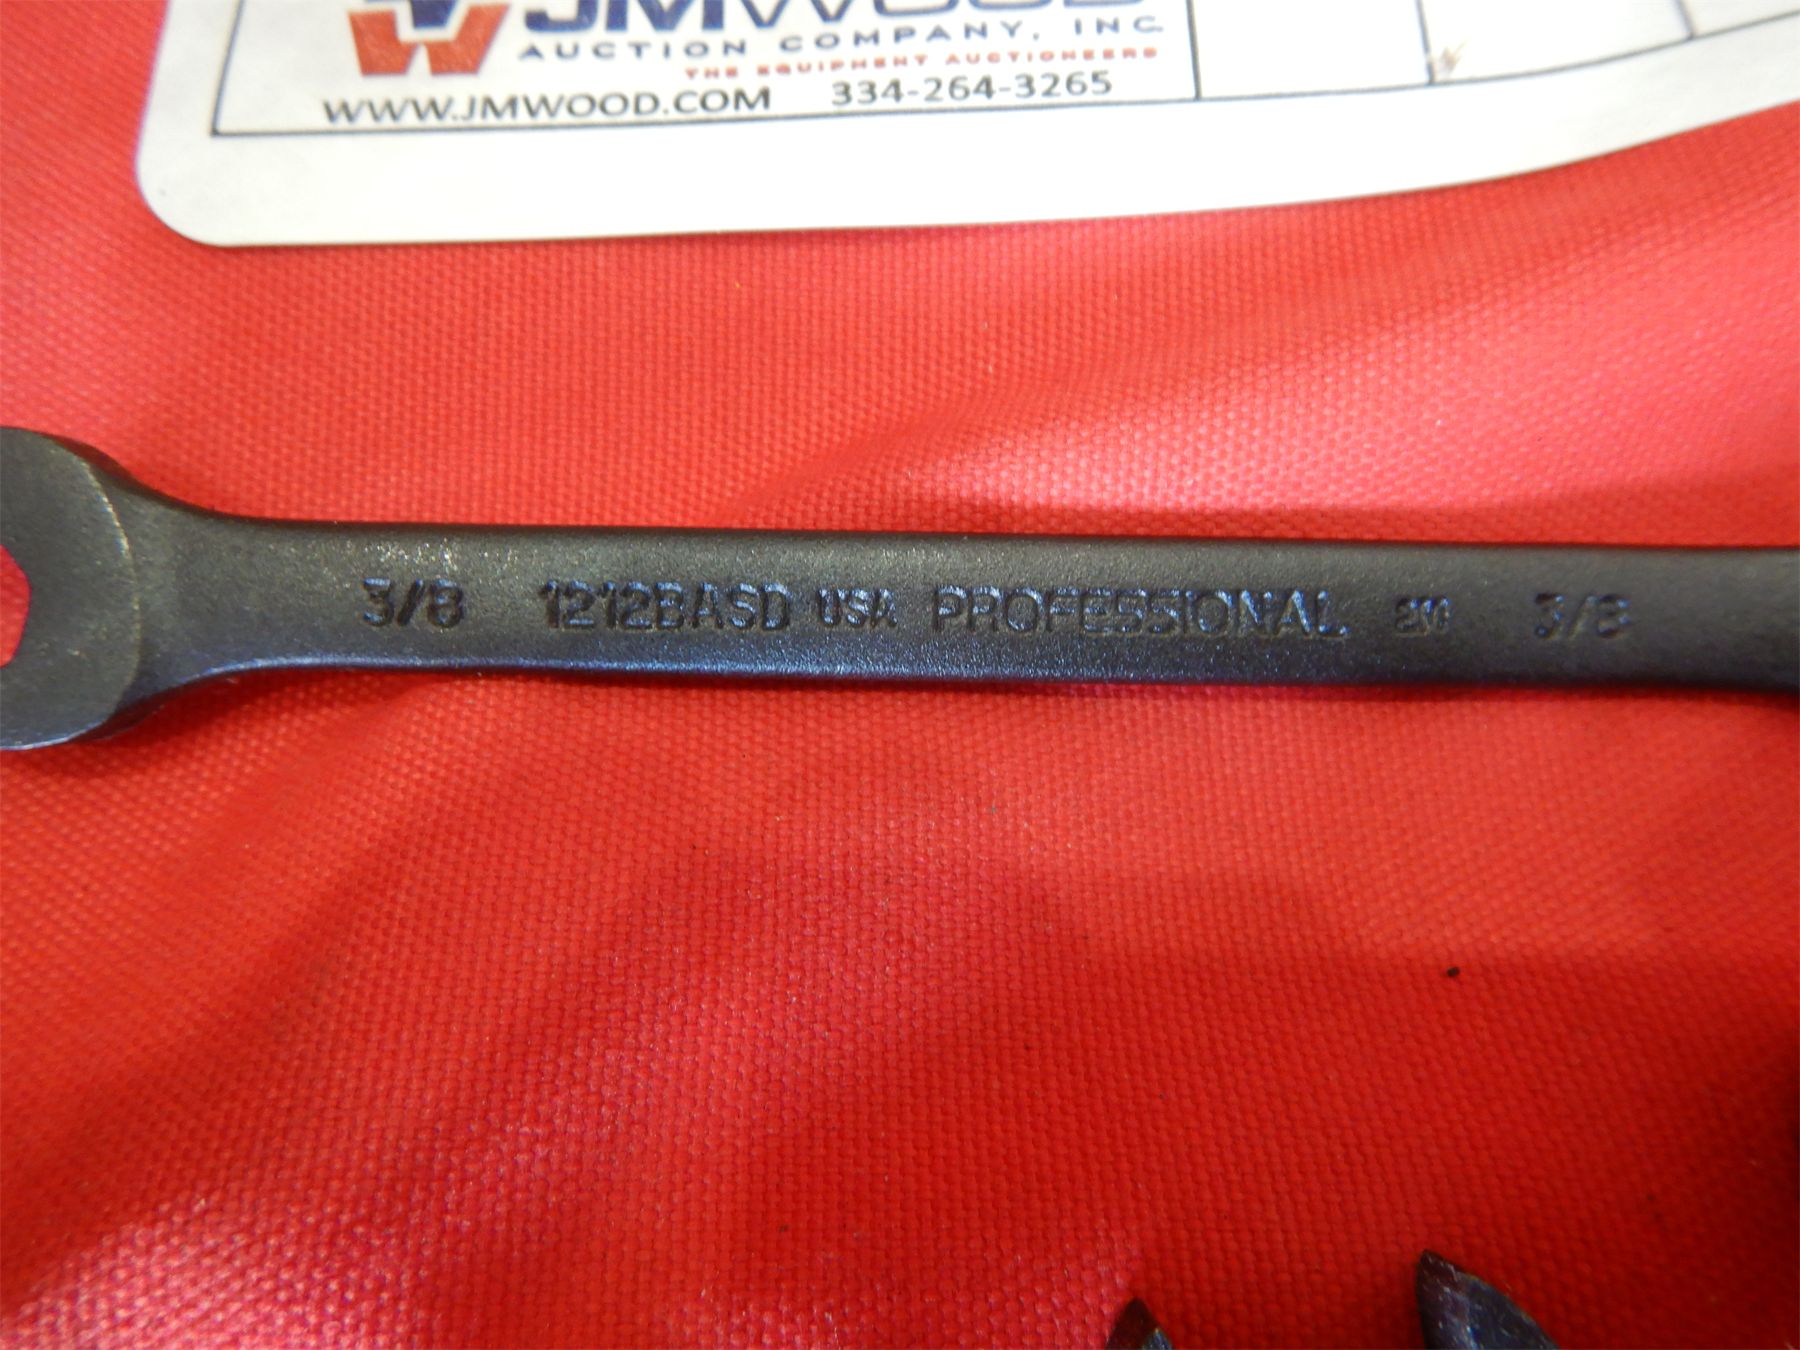 JMWOOD
AUCTION COMPANY, INC.
THE EQUIPMENT AUCTIONEERS
WWW.JMWOOD.COM 334-264-3265
3/8 1212BASD USA PROFESSIONAL 3/8